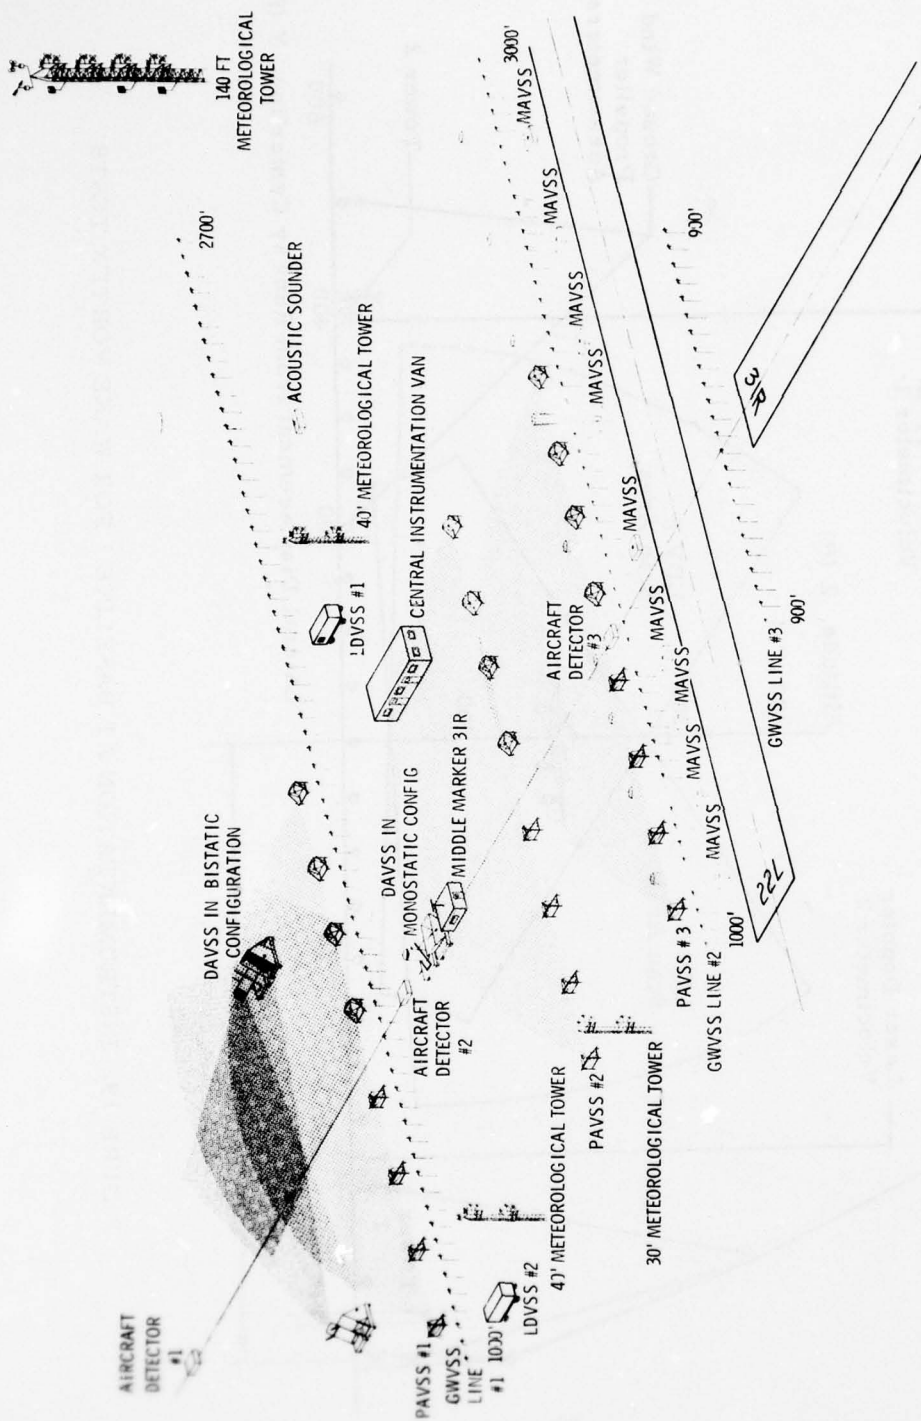 140 FT
METEOROLOGICAL
TOWER
2700'
ACOUSTIC SOUNDER
40' METEOROLOGICAL TOWER
LDVSS #1
CENTRAL INSTRUMENTATION VAN
DAVSS IN BISTATIC
CONFIGURATION
DAVSS IN
MONOSTATIC CONFIG
MIDDLE MARKER 31R
AIRCRAFT
DETECTOR
#1
AIRCRAFT
DETECTOR
#2
AIRCRAFT
DETECTOR
#3
3000'
MAVSS
MAVSS
MAVSS
MAVSS
MAVSS
MAVSS
MAVSS
MAVSS
MAVSS
900'
31R
900'
GWVSS LINE #3
22L
1000'
PAVSS #3
GWVSS LINE #2
PAVSS #2
30' METEOROLOGICAL TOWER
40' METEOROLOGICAL TOWER
LDVSS #2
PAVSS #1
GWVSS
LINE
#1 1000'